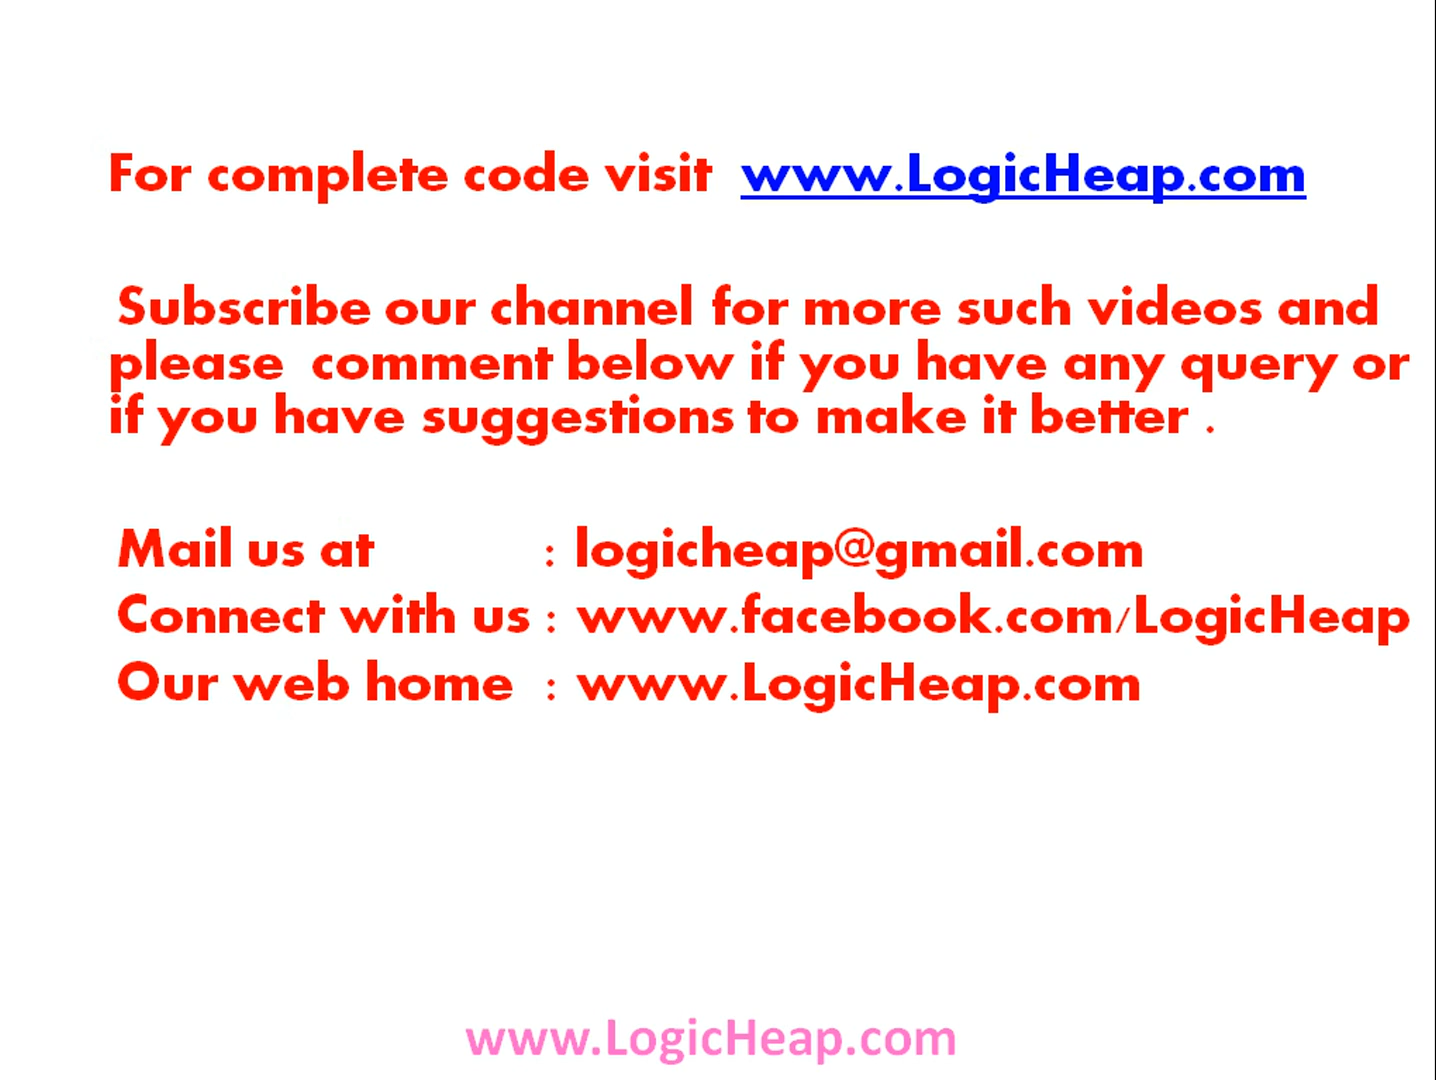 For complete code visit www.LogicHeap.com
Subscribe our channel for more such videos and
please comment below if you have any query or
if you have suggestions to make it better .
Mail us at : logicheap@gmail.com
Connect with us : www.facebook.com/LogicHeap
Our web home : www.LogicHeap.com
www.LogicHeap.com